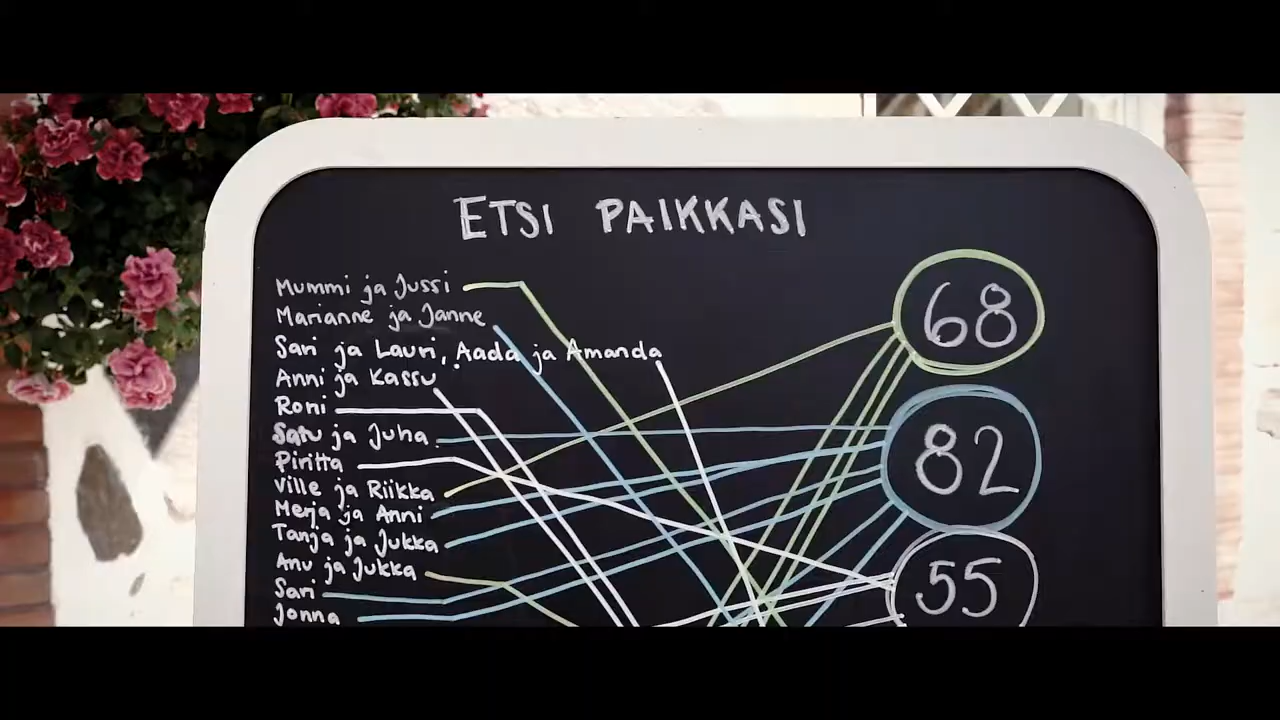 ETSI PAIKKASI
Mummi ja Jussi
Marianne ja Janne
Sari ja Lauri, Aada ja Amanda
Anni ja Kassu
Roni
Satu ja Juha
Piritta
Ville ja Riikka
Merja ja Anni
Tanja ja Jukka
Anu ja Jukka
Sari
Jonna
68
82
55